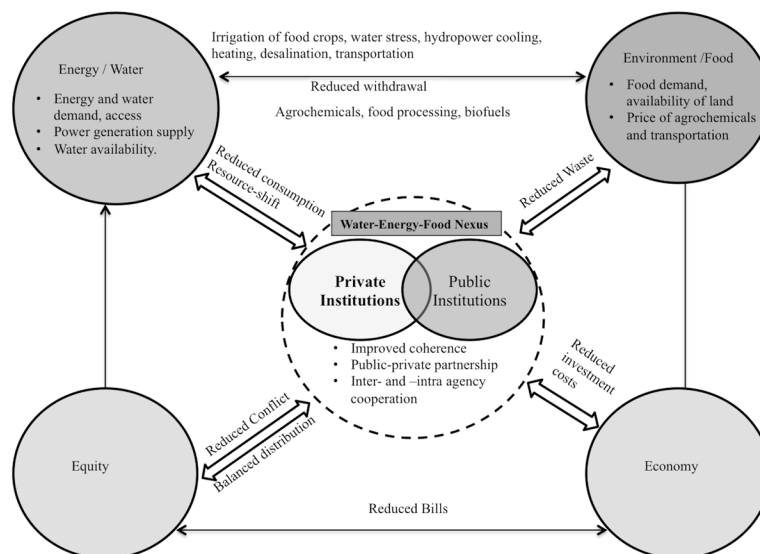 Irrigation of food crops, water stress, hydropower cooling,
heating, desalination, transportation
Reduced withdrawal
Agrochemicals, food processing, biofuels
Energy / Water
• Energy and water
demand, access
• Power generation supply
• Water availability.
Environment /Food
• Food demand,
availability of land
• Price of agrochemicals
and transportation
Reduced consumption
Resource-shift
Reduced Waste
Water-Energy-Food Nexus
Private
Institutions
Public
Institutions
• Improved coherence
• Public-private partnership
• Inter- and –intra agency
cooperation
Reduced
investment
costs
Reduced Conflict
Balanced distribution
Equity
Economy
Reduced Bills